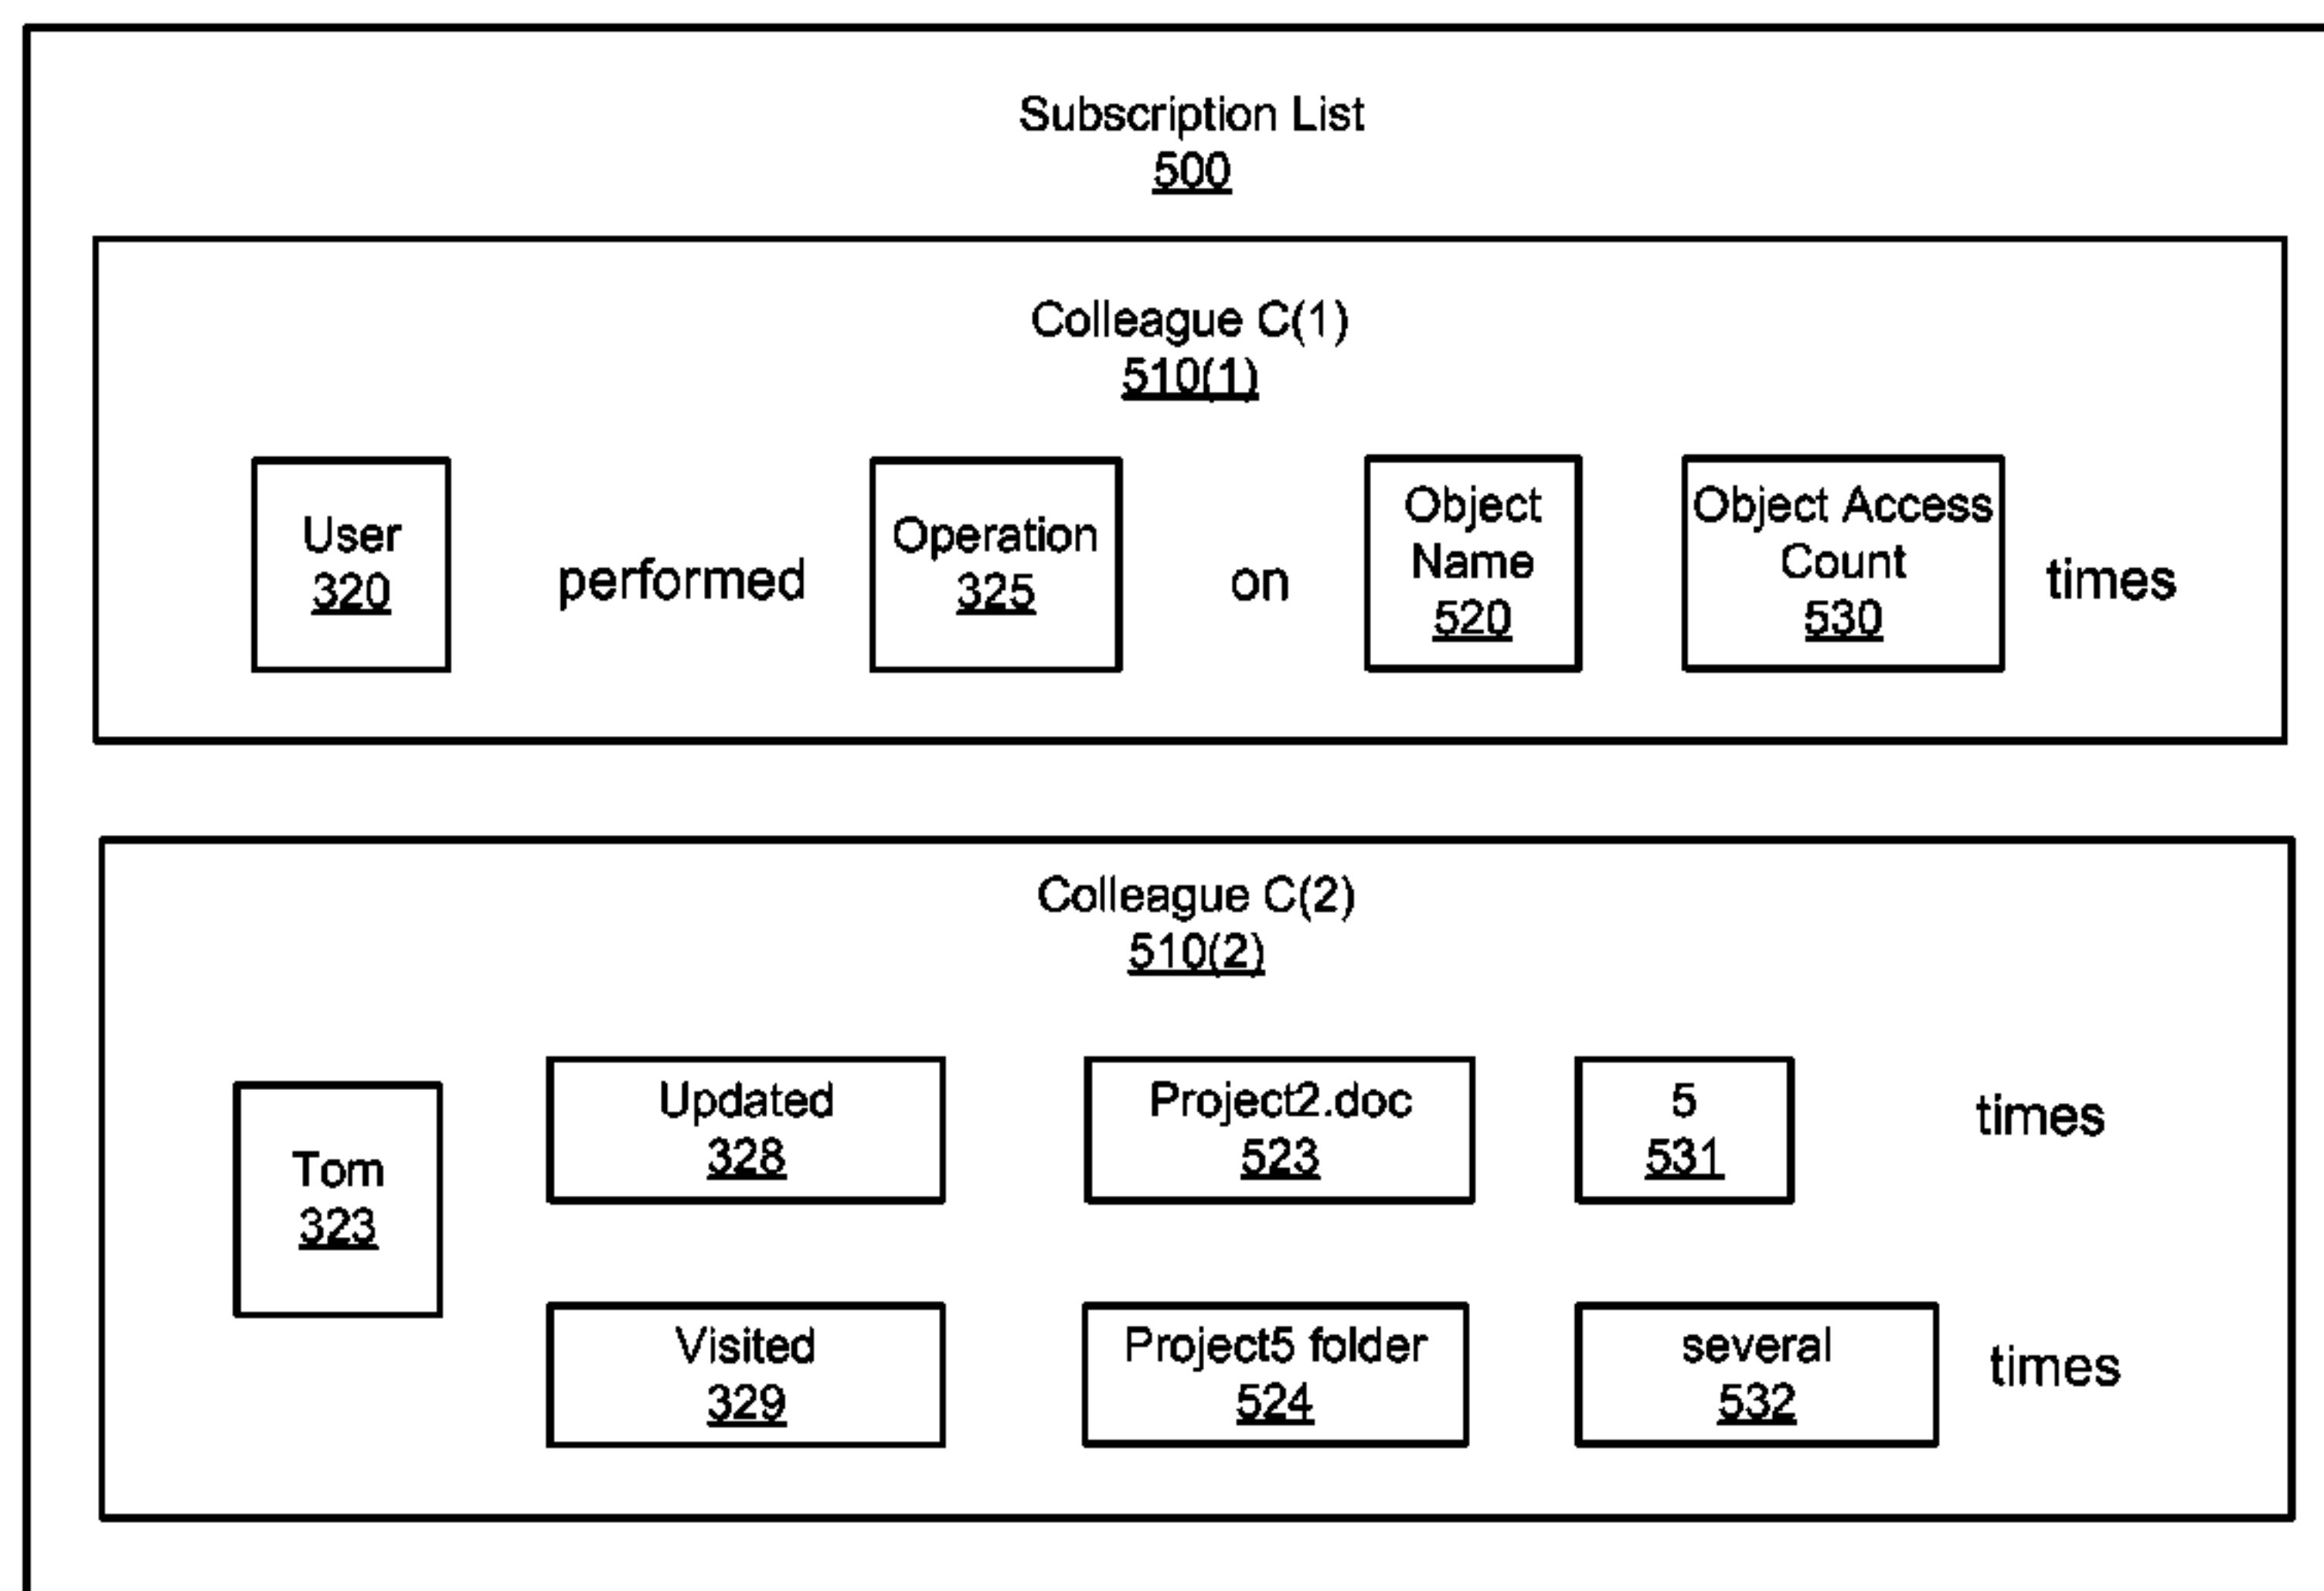 Subscription List
500
Colleague C(1)
510(1)
User
320
performed
Operation
325
on
Object
Name
520
Object Access
Count
530
times
Colleague C(2)
510(2)
Tom
323
Updated
328
Project2.doc
523
5
531
times
Visited
329
Project5 folder
524
several
532
times